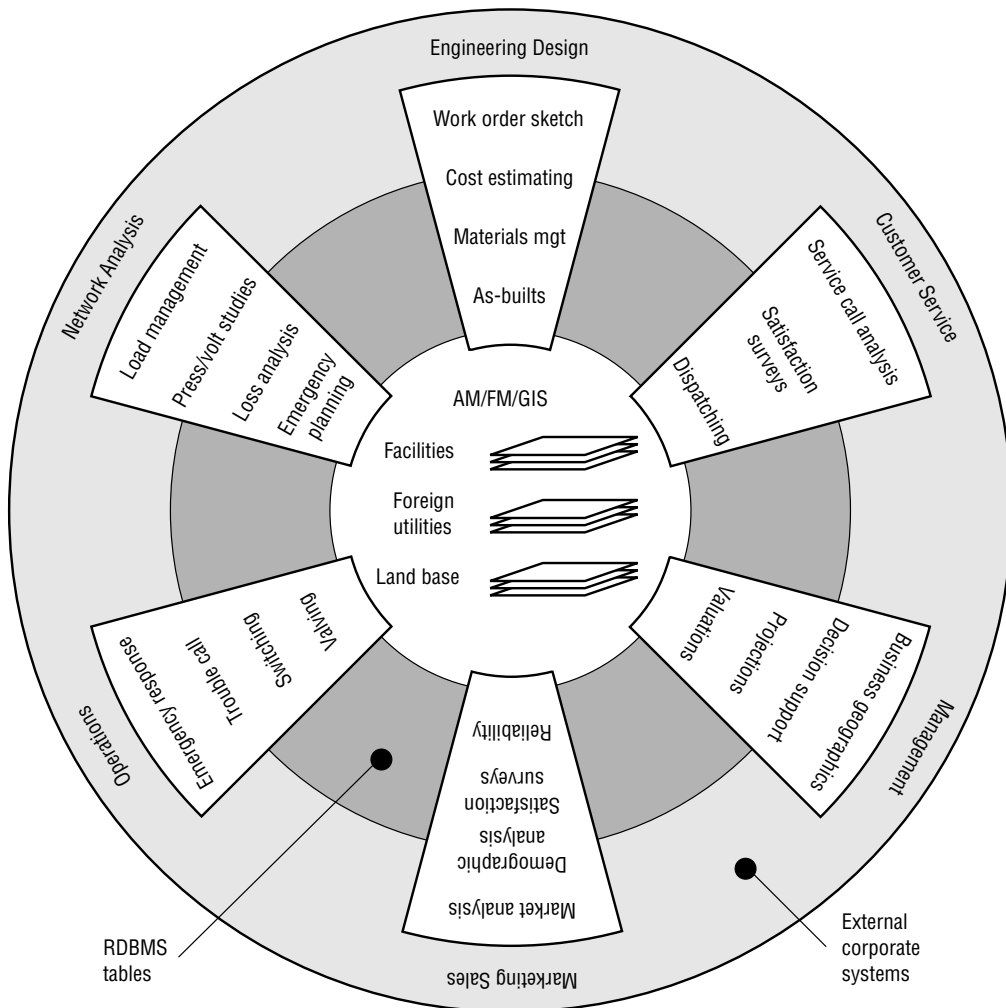 Engineering Design
Work order sketch
Cost estimating
Materials mgt
As-builts
Network Analysis
Load management
Press/volt studies
Loss analysis
Emergency
planning
Customer Service
Service call analysis
Satisfaction
surveys
Dispatching
AM/FM/GIS
Facilities
Foreign
utilities
Land base
Operations
Emergency response
Trouble call
Switching
Valving
Management
Business geographics
Decision support
Projections
Valuations
Marketing Sales
Market analysis
Demographic
analysis
Satisfaction
surveys
Reliability
RDBMS
tables
External
corporate
systems